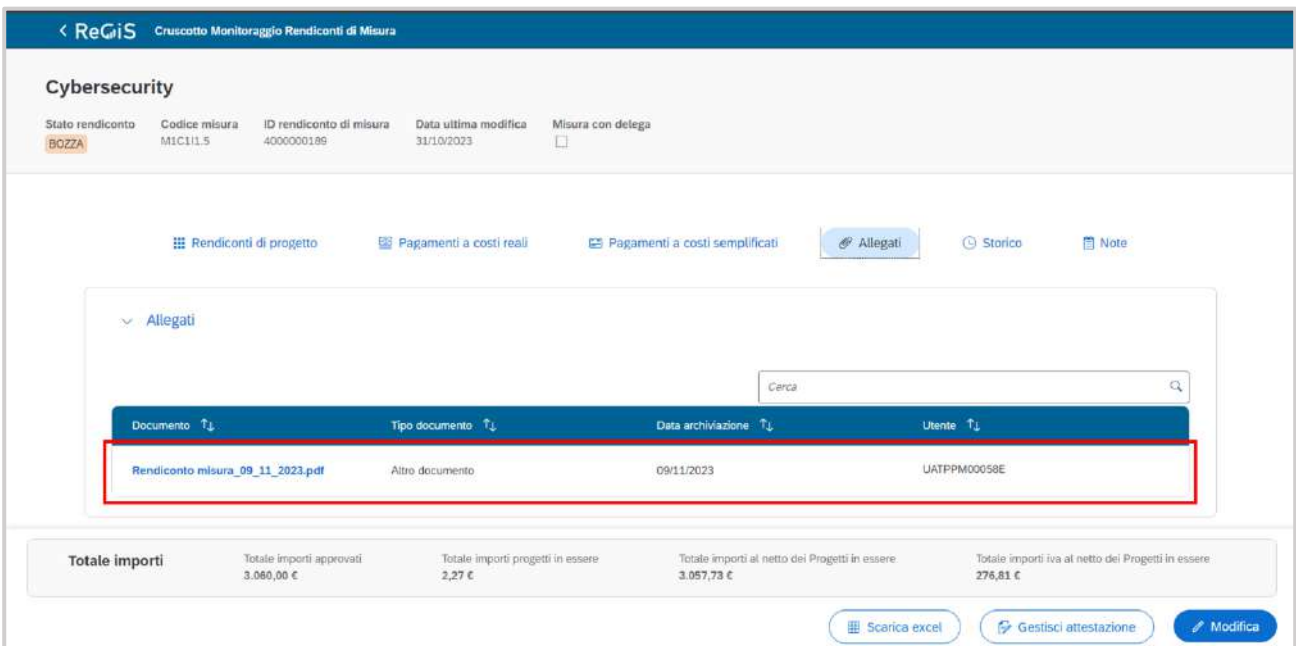 ReGiS Cruscotto Monitoraggio Rendiconti di Misura
Cybersecurity
Stato rendiconto Codice misura ID rendiconto di misura Data ultima modifica Misura con delega
BOZZA M1C1I1.5 4000000189 31/10/2023
Rendiconti di progetto Pagamenti a costi reali Pagamenti a costi semplificati Allegati Storico Note
Allegati
Cerca
Documento Tipo documento Data archiviazione Utente
Rendiconto misura_09_11_2023.pdf Altro documento 09/11/2023 UATPPM00058E
Totale importi Totale importi approvati Totale importi progetti in essere Totale importi al netto dei Progetti in essere Totale importi iva al netto dei Progetti in essere
3.060,00 € 2,27 € 3.057,73 € 276,81 €
Scarica excel Gestisci attestazione Modifica